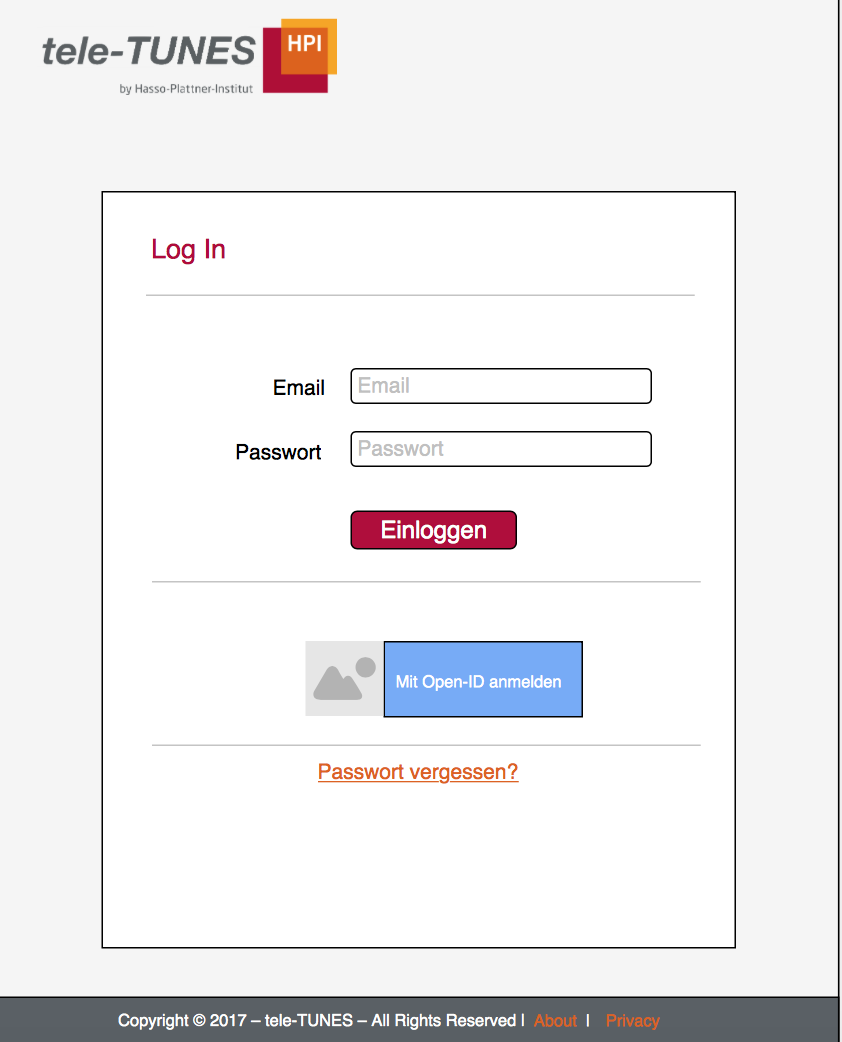 tele-TUNES HPI
by Hasso-Plattner-Institut
Log In
Email Email
Passwort Passwort
Einloggen
Mit Open-ID anmelden
Passwort vergessen?
Copyright © 2017 – tele-TUNES – All Rights Reserved I About I Privacy